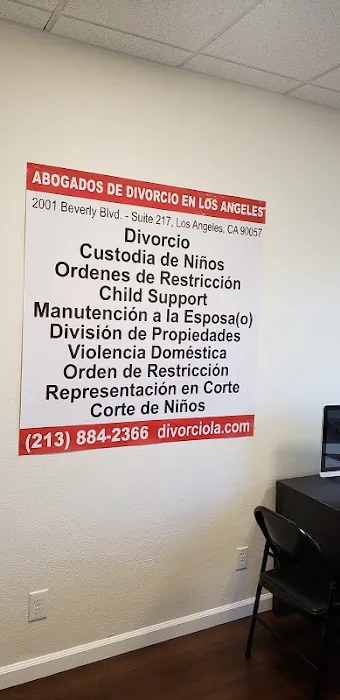 ABOGADOS DE DIVORCIO EN LOS ANGELES
2001 Beverly Blvd. - Suite 217, Los Angeles, CA 90057
Divorcio
Custodia de Niños
Ordenes de Restricción
Child Support
Manutención a la Esposa(o)
División de Propiedades
Violencia Doméstica
Orden de Restricción
Representación en Corte
Corte de Niños
(213) 884-2366 divorciola.com